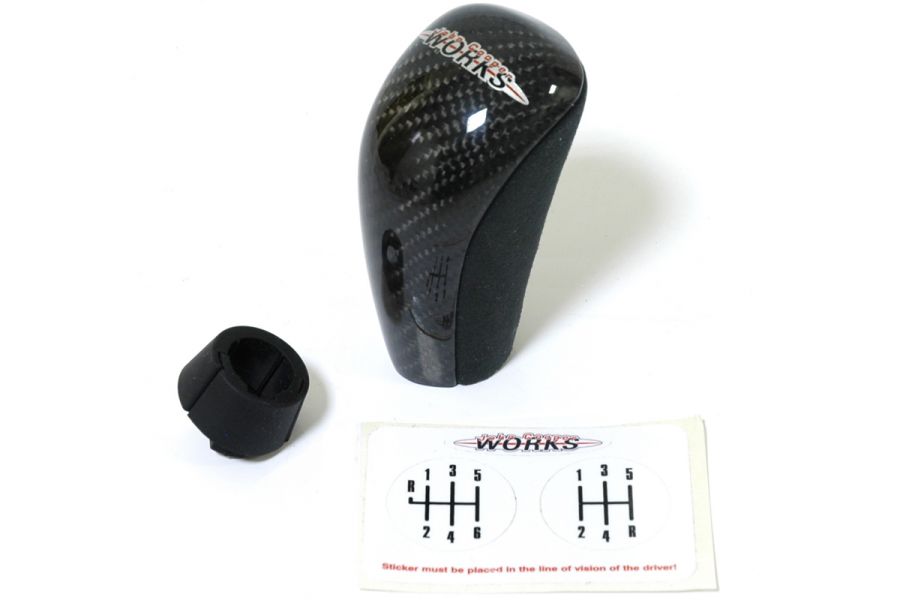 John Cooper
WORKS
John Cooper
WORKS
R 1 3 5
2 4 6
1 3 5
2 4 R
Sticker must be placed in the line of vision of the driver!